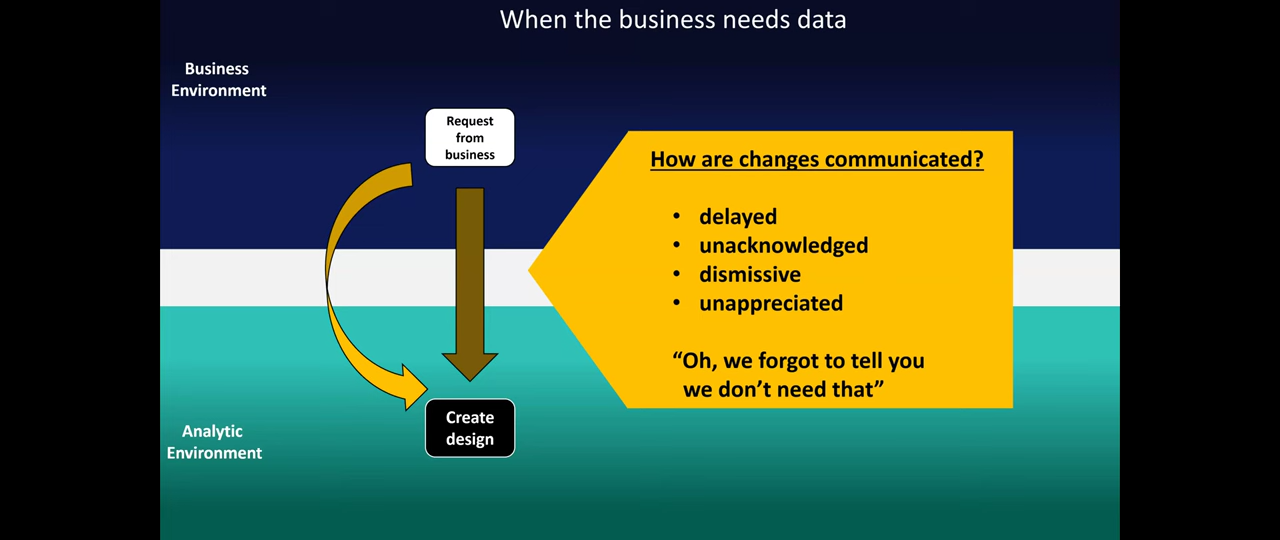 When the business needs data
Business
Environment
Request
from
business
How are changes communicated?
• delayed
• unacknowledged
• dismissive
• unappreciated
“Oh, we forgot to tell you
we don’t need that”
Create
design
Analytic
Environment